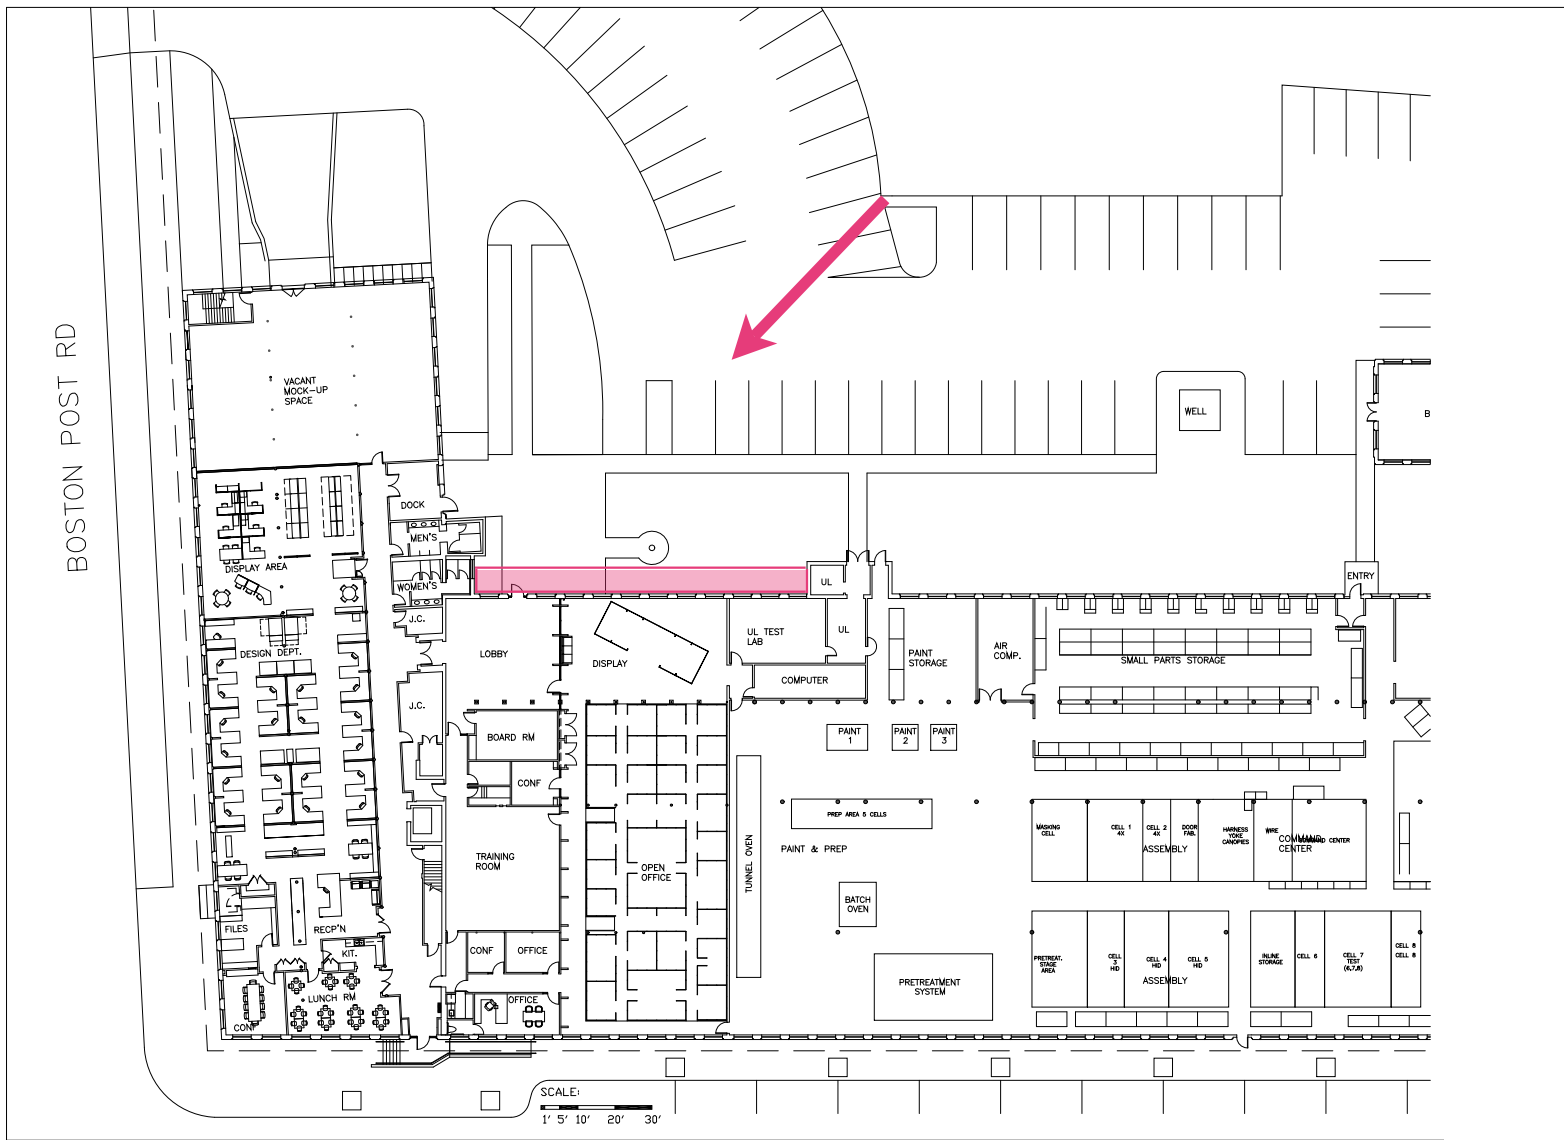 BOSTON POST RD
VACANT
MOCK-UP
SPACE
WELL
B
DOCK
MEN'S
DISPLAY AREA
WOMEN'S
UL
ENTRY
J.C.
DESIGN DEPT.
LOBBY
DISPLAY
UL TEST
LAB
UL
PAINT
STORAGE
AIR
COMP.
SMALL PARTS STORAGE
COMPUTER
J.C.
BOARD RM
PAINT
1
PAINT
2
PAINT
3
CONF
PREP AREA 5 CELLS
MASKING
CELL
CELL 1
4X
CELL 2
4X
DOOR
FAB.
HARNESS
YOKE
CANOPIES
WIRE
COMMAND CENTER
COMMAND
CENTER
ASSEMBLY
PAINT & PREP
TUNNEL OVEN
TRAINING
ROOM
OPEN
OFFICE
BATCH
OVEN
FILES
RECP'N
KIT.
CONF
OFFICE
PRETREAT.
STAGE
AREA
CELL
3
HID
CELL 4
HID
CELL 5
HID
INLINE
STORAGE
CELL 6
CELL 7
TEST
(6,7,8)
CELL 8
CELL 8
ASSEMBLY
PRETREATMENT
SYSTEM
LUNCH RM
OFFICE
CONF
SCALE:
1' 5' 10' 20' 30'